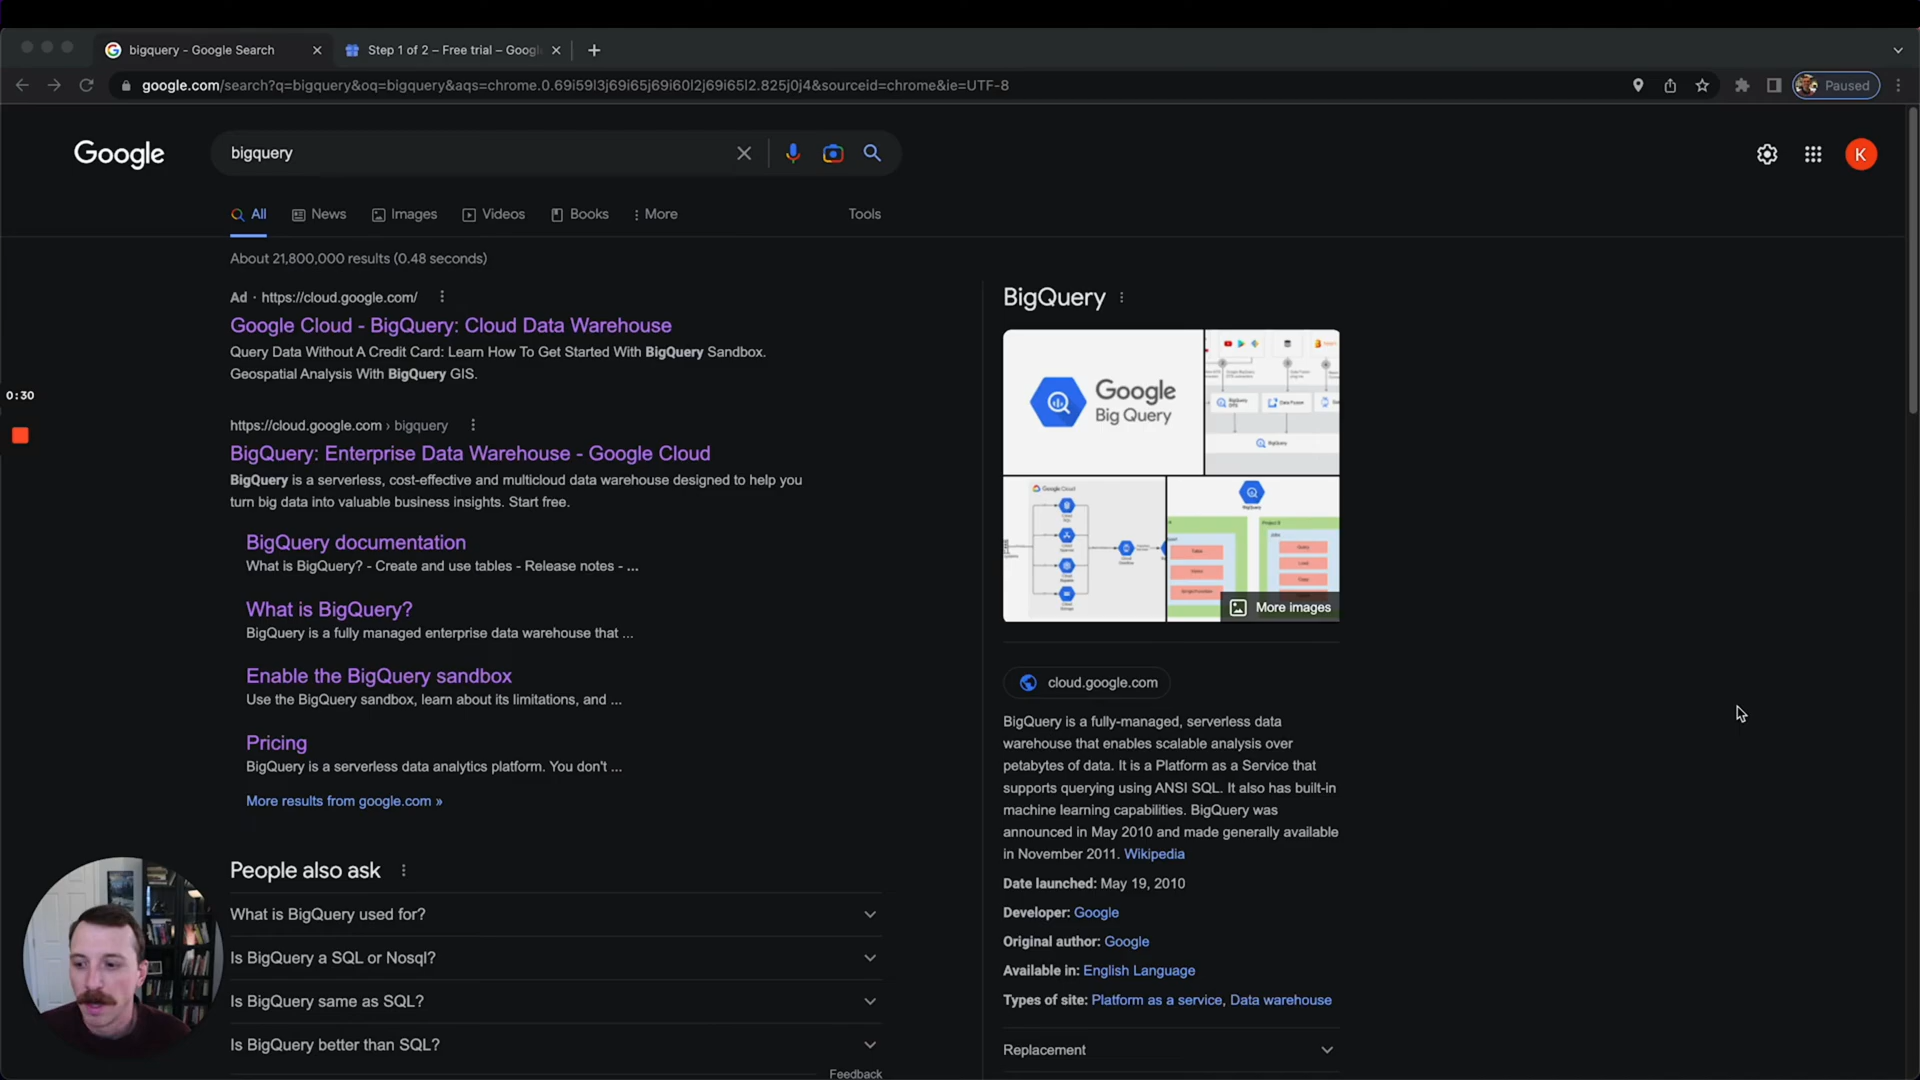 bigquery - Google Search
Step 1 of 2 – Free trial – Googl
google.com/search?q=bigquery&oq=bigquery&aqs=chrome.0.69i59l3j69i65j69i60l2j69i65l2.825j0j4&sourceid=chrome&ie=UTF-8
Paused
Google
bigquery
K
All
News
Images
Videos
Books
More
Tools
About 21,800,000 results (0.48 seconds)
Ad · https://cloud.google.com/
Google Cloud - BigQuery: Cloud Data Warehouse
Query Data Without A Credit Card: Learn How To Get Started With BigQuery Sandbox.
Geospatial Analysis With BigQuery GIS.
0:30
https://cloud.google.com › bigquery
BigQuery: Enterprise Data Warehouse - Google Cloud
BigQuery is a serverless, cost-effective and multicloud data warehouse designed to help you
turn big data into valuable business insights. Start free.
BigQuery documentation
What is BigQuery? - Create and use tables - Release notes - ...
What is BigQuery?
BigQuery is a fully managed enterprise data warehouse that ...
Enable the BigQuery sandbox
Use the BigQuery sandbox, learn about its limitations, and ...
Pricing
BigQuery is a serverless data analytics platform. You don't ...
More results from google.com »
People also ask
What is BigQuery used for?
Is BigQuery a SQL or Nosql?
Is BigQuery same as SQL?
Is BigQuery better than SQL?
Feedback
BigQuery
Google
Big Query
Google Cloud
BigQuery
More images
cloud.google.com
BigQuery is a fully-managed, serverless data
warehouse that enables scalable analysis over
petabytes of data. It is a Platform as a Service that
supports querying using ANSI SQL. It also has built-in
machine learning capabilities. BigQuery was
announced in May 2010 and made generally available
in November 2011. Wikipedia
Date launched: May 19, 2010
Developer: Google
Original author: Google
Available in: English Language
Types of site: Platform as a service, Data warehouse
Replacement